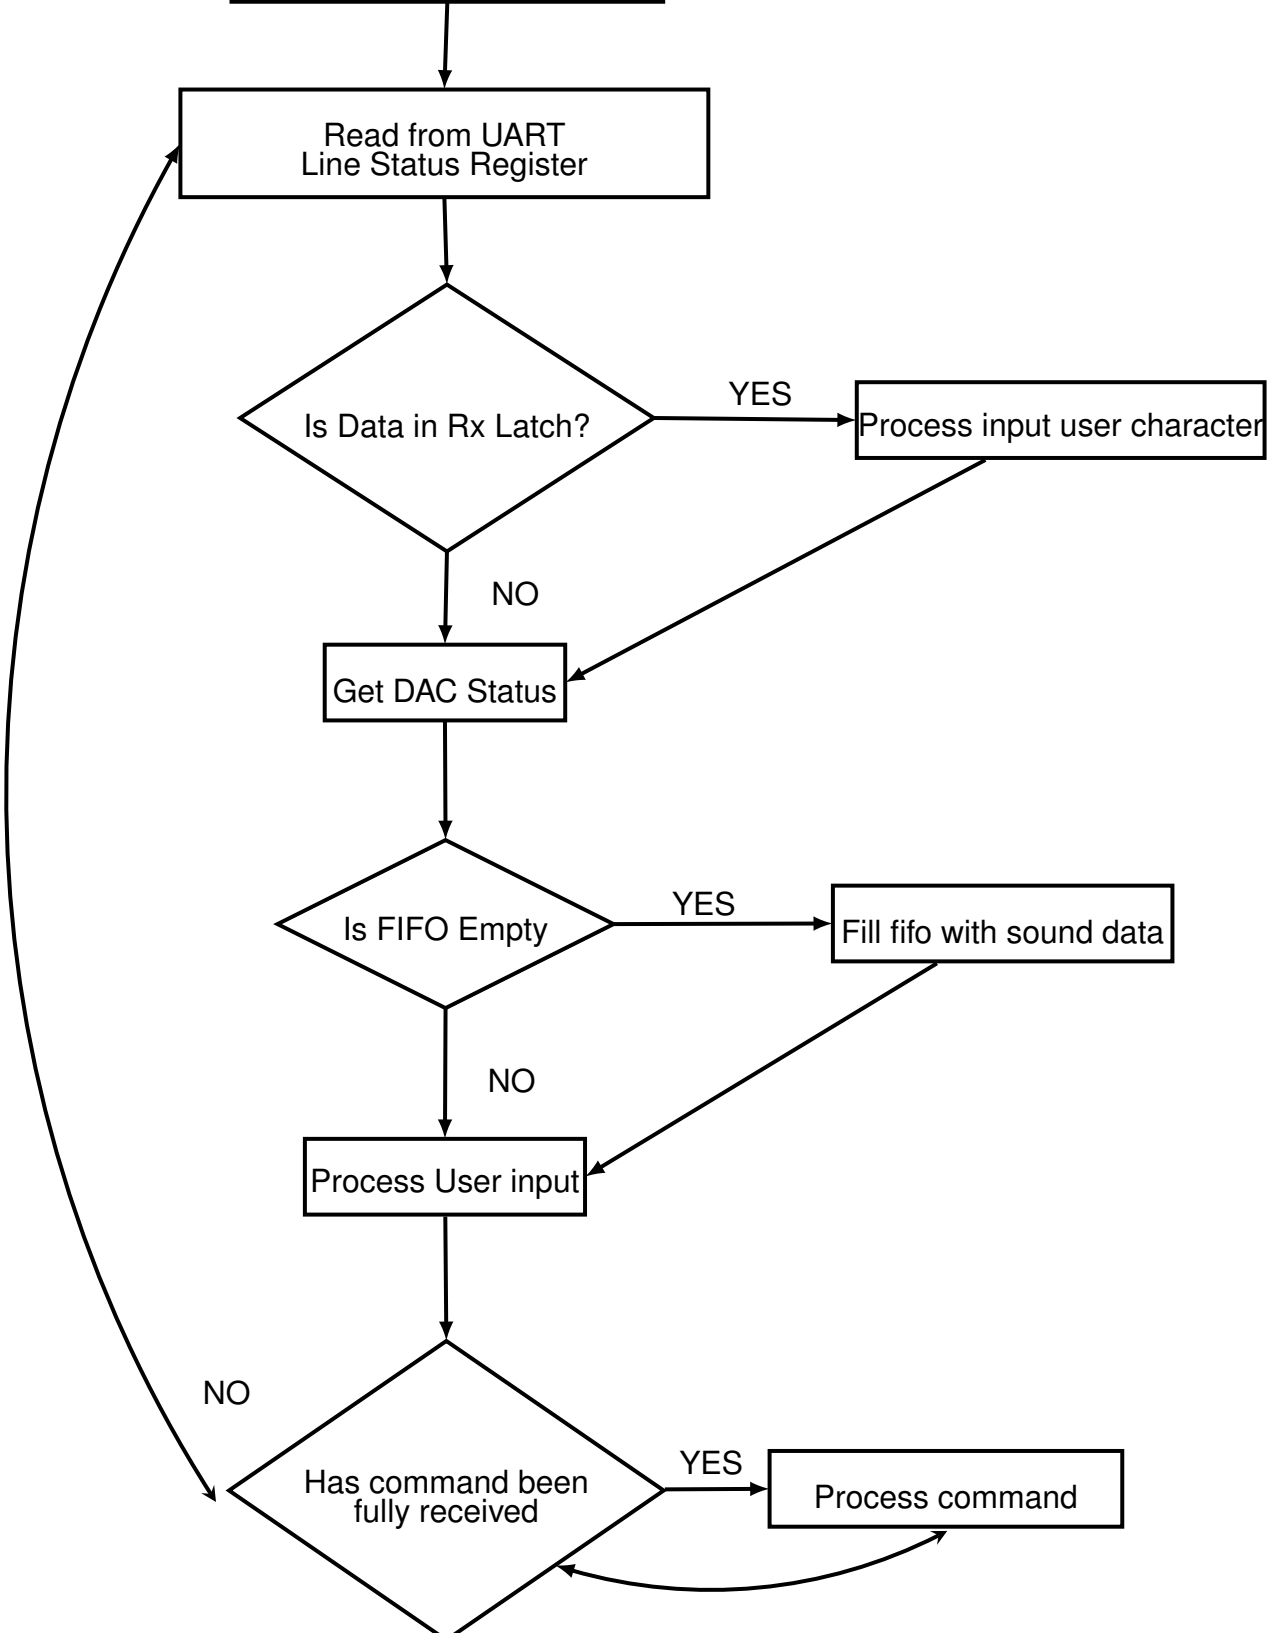 Read from UART
Line Status Register
YES
Is Data in Rx Latch?
Process input user character
NO
Get DAC Status
YES
Is FIFO Empty
Fill fifo with sound data
NO
Process User input
NO
YES
Has command been
fully received
Process command